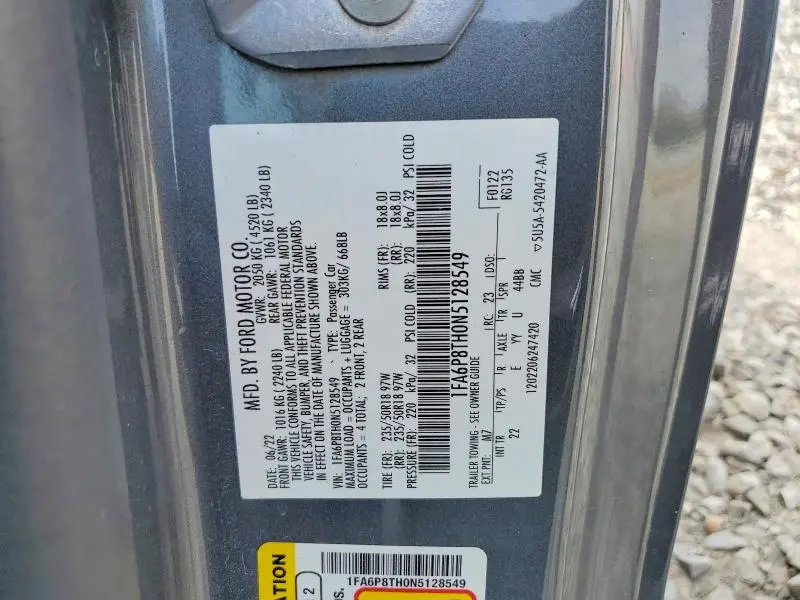 MFD. BY FORD MOTOR CO.
DATE: 06/22 GVWR: 2050 KG ( 4520 LB)
FRONT GAWR: 1016 KG ( 2240 LB) REAR GAWR: 1061 KG ( 2340 LB)
THIS VEHICLE CONFORMS TO ALL APPLICABLE FEDERAL MOTOR
VEHICLE SAFETY, BUMPER, AND THEFT PREVENTION STANDARDS
IN EFFECT ON THE DATE OF MANUFACTURE SHOWN ABOVE.
VIN: 1FA6P8TH0N5128549 TYPE: Passenger Car
MAXIMUM LOAD = OCCUPANTS + LUGGAGE = 303KG/ 668LB
OCCUPANTS = 4 TOTAL; 2 FRONT, 2 REAR
TIRE (FR): 235/50R18 97W RIMS (FR): 18x8.0J
(RR): 235/50R18 97W (RR): 18x8.0J
PRESSURE (FR): 220 kPa/ 32 PSI COLD (RR): 220 kPa/ 32 PSI COLD
1FA6P8TH0N5128549
TRAILER TOWING - SEE OWNER GUIDE
F0122
EXT PNT: M7 RC: 23 DSO: RG135
INT TR TP/PS R AXLE TR SPR
22 E YY U 44BB
1202206247420 CMC ▽5U5A-5420472-AA
1FA6P8TH0N5128549